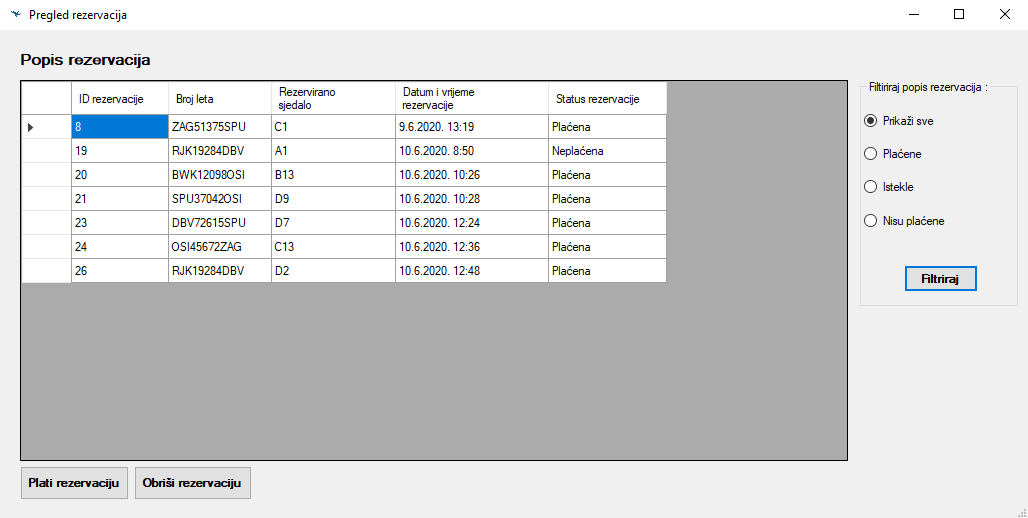 Pregled rezervacija
Popis rezervacija
ID rezervacije Broj leta Rezervirano sjedalo Datum i vrijeme rezervacije Status rezervacije
8 ZAG51375SPU C1 9.6.2020. 13:19 Plaćena
19 RJK19284DBV A1 10.6.2020. 8:50 Neplaćena
20 BWK12098OSI B13 10.6.2020. 10:26 Plaćena
21 SPU37042OSI D9 10.6.2020. 10:28 Plaćena
23 DBV72615SPU D7 10.6.2020. 12:24 Plaćena
24 OSI45672ZAG C13 10.6.2020. 12:36 Plaćena
26 RJK19284DBV D2 10.6.2020. 12:48 Plaćena
Filtriraj popis rezervacija :
Prikaži sve
Plaćene
Istekle
Nisu plaćene
Filtriraj
Plati rezervaciju Obriši rezervaciju